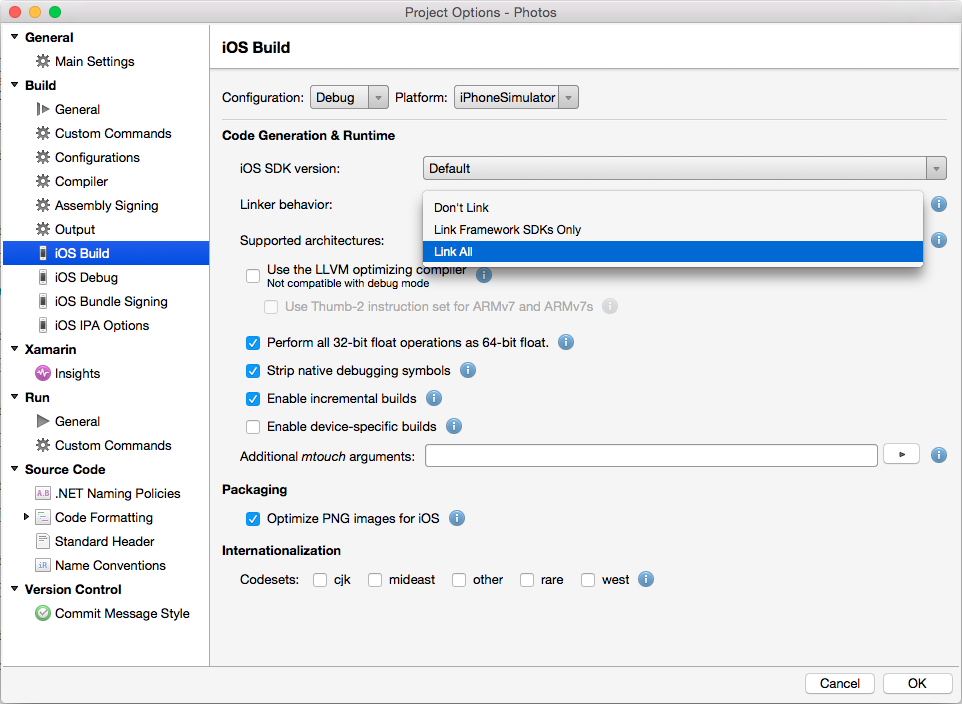 Project Options - Photos
General
Main Settings
Build
General
Custom Commands
Configurations
Compiler
Assembly Signing
Output
iOS Build
iOS Debug
iOS Bundle Signing
iOS IPA Options
Xamarin
Insights
Run
General
Custom Commands
Source Code
A.B .NET Naming Policies
Code Formatting
Standard Header
iR Name Conventions
Version Control
Commit Message Style
iOS Build
Configuration: Debug Platform: iPhoneSimulator
Code Generation & Runtime
iOS SDK version: Default
Linker behavior:
Don't Link
Link Framework SDKs Only
Link All
Supported architectures:
Use the LLVM optimizing compiler
Not compatible with debug mode
Use Thumb-2 instruction set for ARMv7 and ARMv7s
Perform all 32-bit float operations as 64-bit float.
Strip native debugging symbols
Enable incremental builds
Enable device-specific builds
Additional mtouch arguments:
Packaging
Optimize PNG images for iOS
Internationalization
Codesets: cjk mideast other rare west
Cancel OK